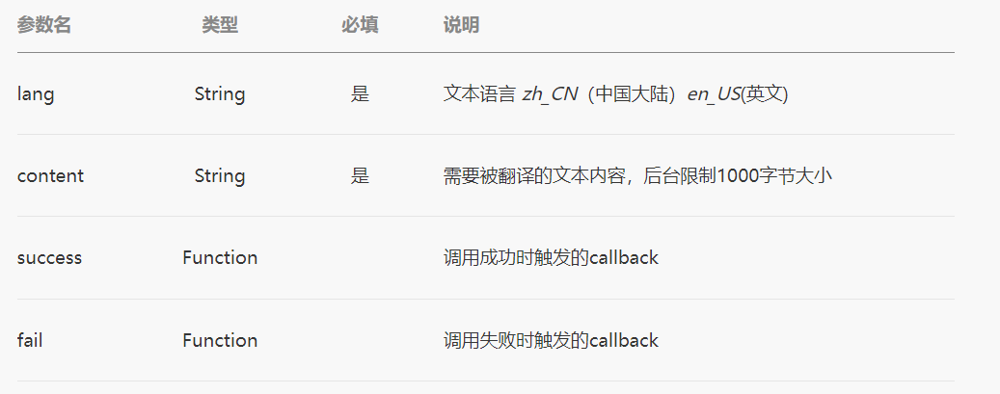 参数名 类型 必填 说明
lang String 是 文本语言 zh_CN（中国大陆）en_US(英文)
content String 是 需要被翻译的文本内容，后台限制1000字节大小
success Function 调用成功时触发的callback
fail Function 调用失败时触发的callback